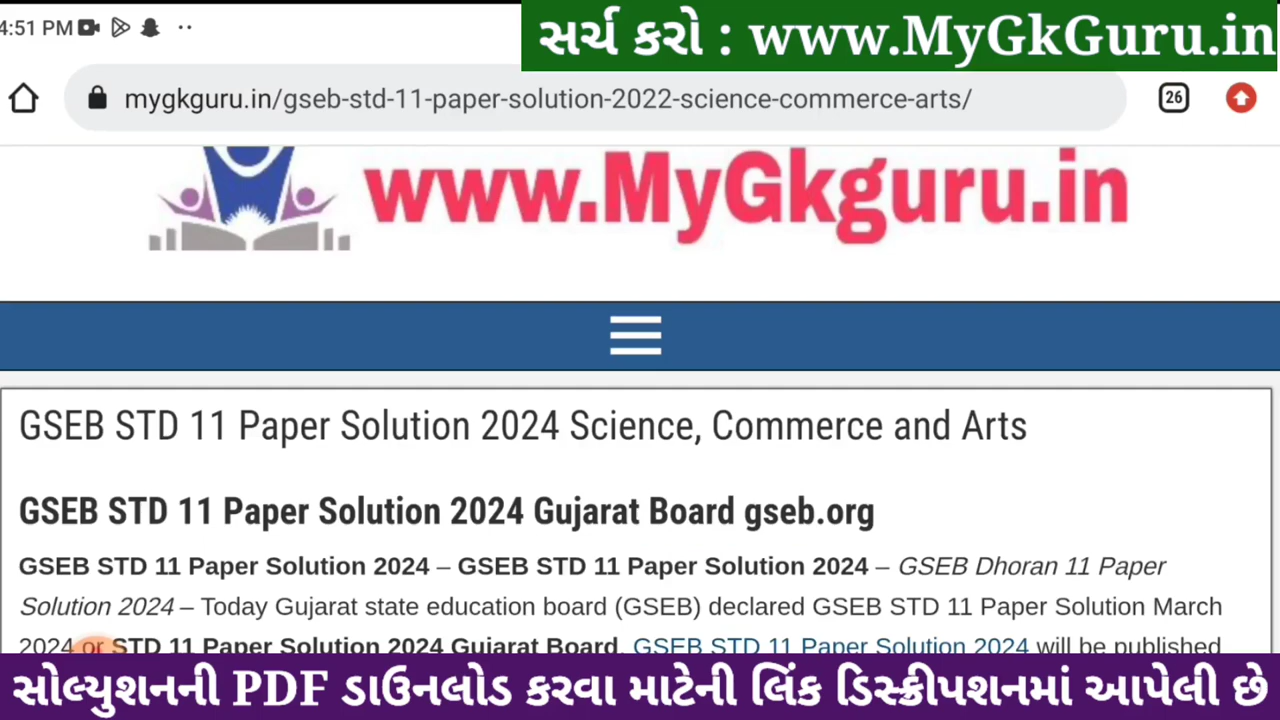 સર્ચ કરો : www.MyGkGuru.in
4:51 PM
mygkguru.in/gseb-std-11-paper-solution-2022-science-commerce-arts/
26
www.MyGkguru.in
GSEB STD 11 Paper Solution 2024 Science, Commerce and Arts
GSEB STD 11 Paper Solution 2024 Gujarat Board gseb.org
GSEB STD 11 Paper Solution 2024 – GSEB STD 11 Paper Solution 2024 – GSEB Dhoran 11 Paper
Solution 2024 – Today Gujarat state education board (GSEB) declared GSEB STD 11 Paper Solution March
2024 or STD 11 Paper Solution 2024 Gujarat Board. GSEB STD 11 Paper Solution 2024 will be published
સોલ્યુશનની PDF ડાઉનલોડ કરવા માટેની લિંક ડિસ્ક્રીપશનમાં આપેલી છે